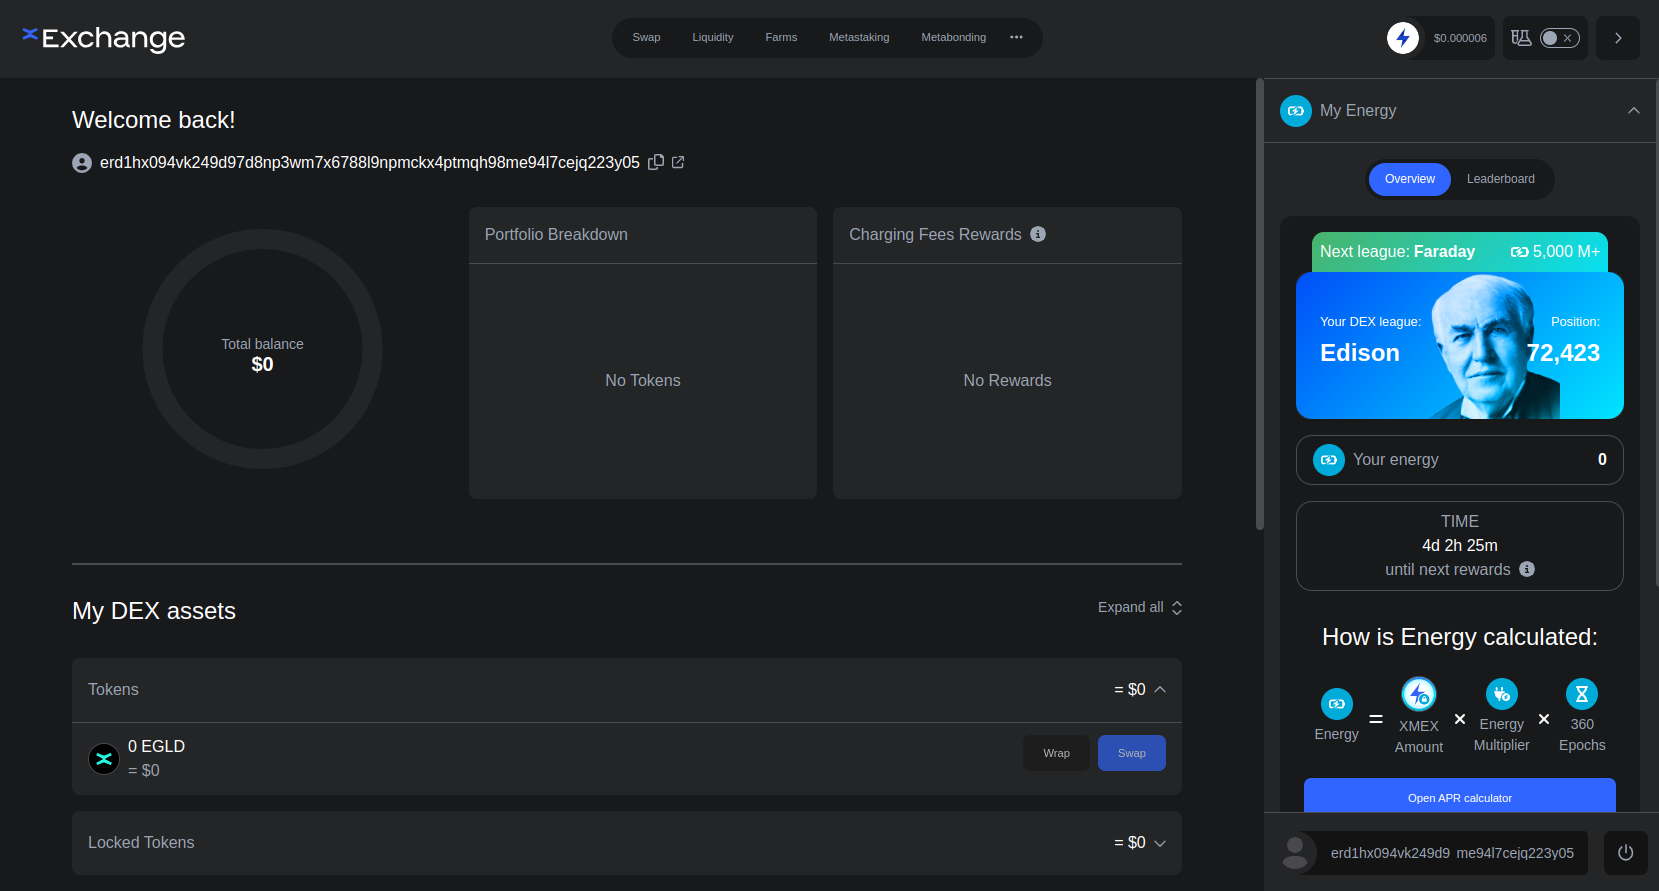 Exchange
Swap
Liquidity
Farms
Metastaking
Metabonding
$0.000006
Welcome back!
erd1hx094vk249d97d8np3wm7x6788l9npmckx4ptmqh98me94l7cejq223y05
Total balance
$0
Portfolio Breakdown
No Tokens
Charging Fees Rewards
No Rewards
My DEX assets
Expand all
Tokens
= $0
0 EGLD
= $0
Wrap
Swap
Locked Tokens
= $0
My Energy
Overview
Leaderboard
Next league: Faraday
5,000 M+
Your DEX league:
Position:
Edison
72,423
Your energy
0
TIME
4d 2h 25m
until next rewards
How is Energy calculated:
Energy
=
XMEX
Amount
×
Energy
Multiplier
×
360
Epochs
Open APR calculator
erd1hx094vk249d9 me94l7cejq223y05